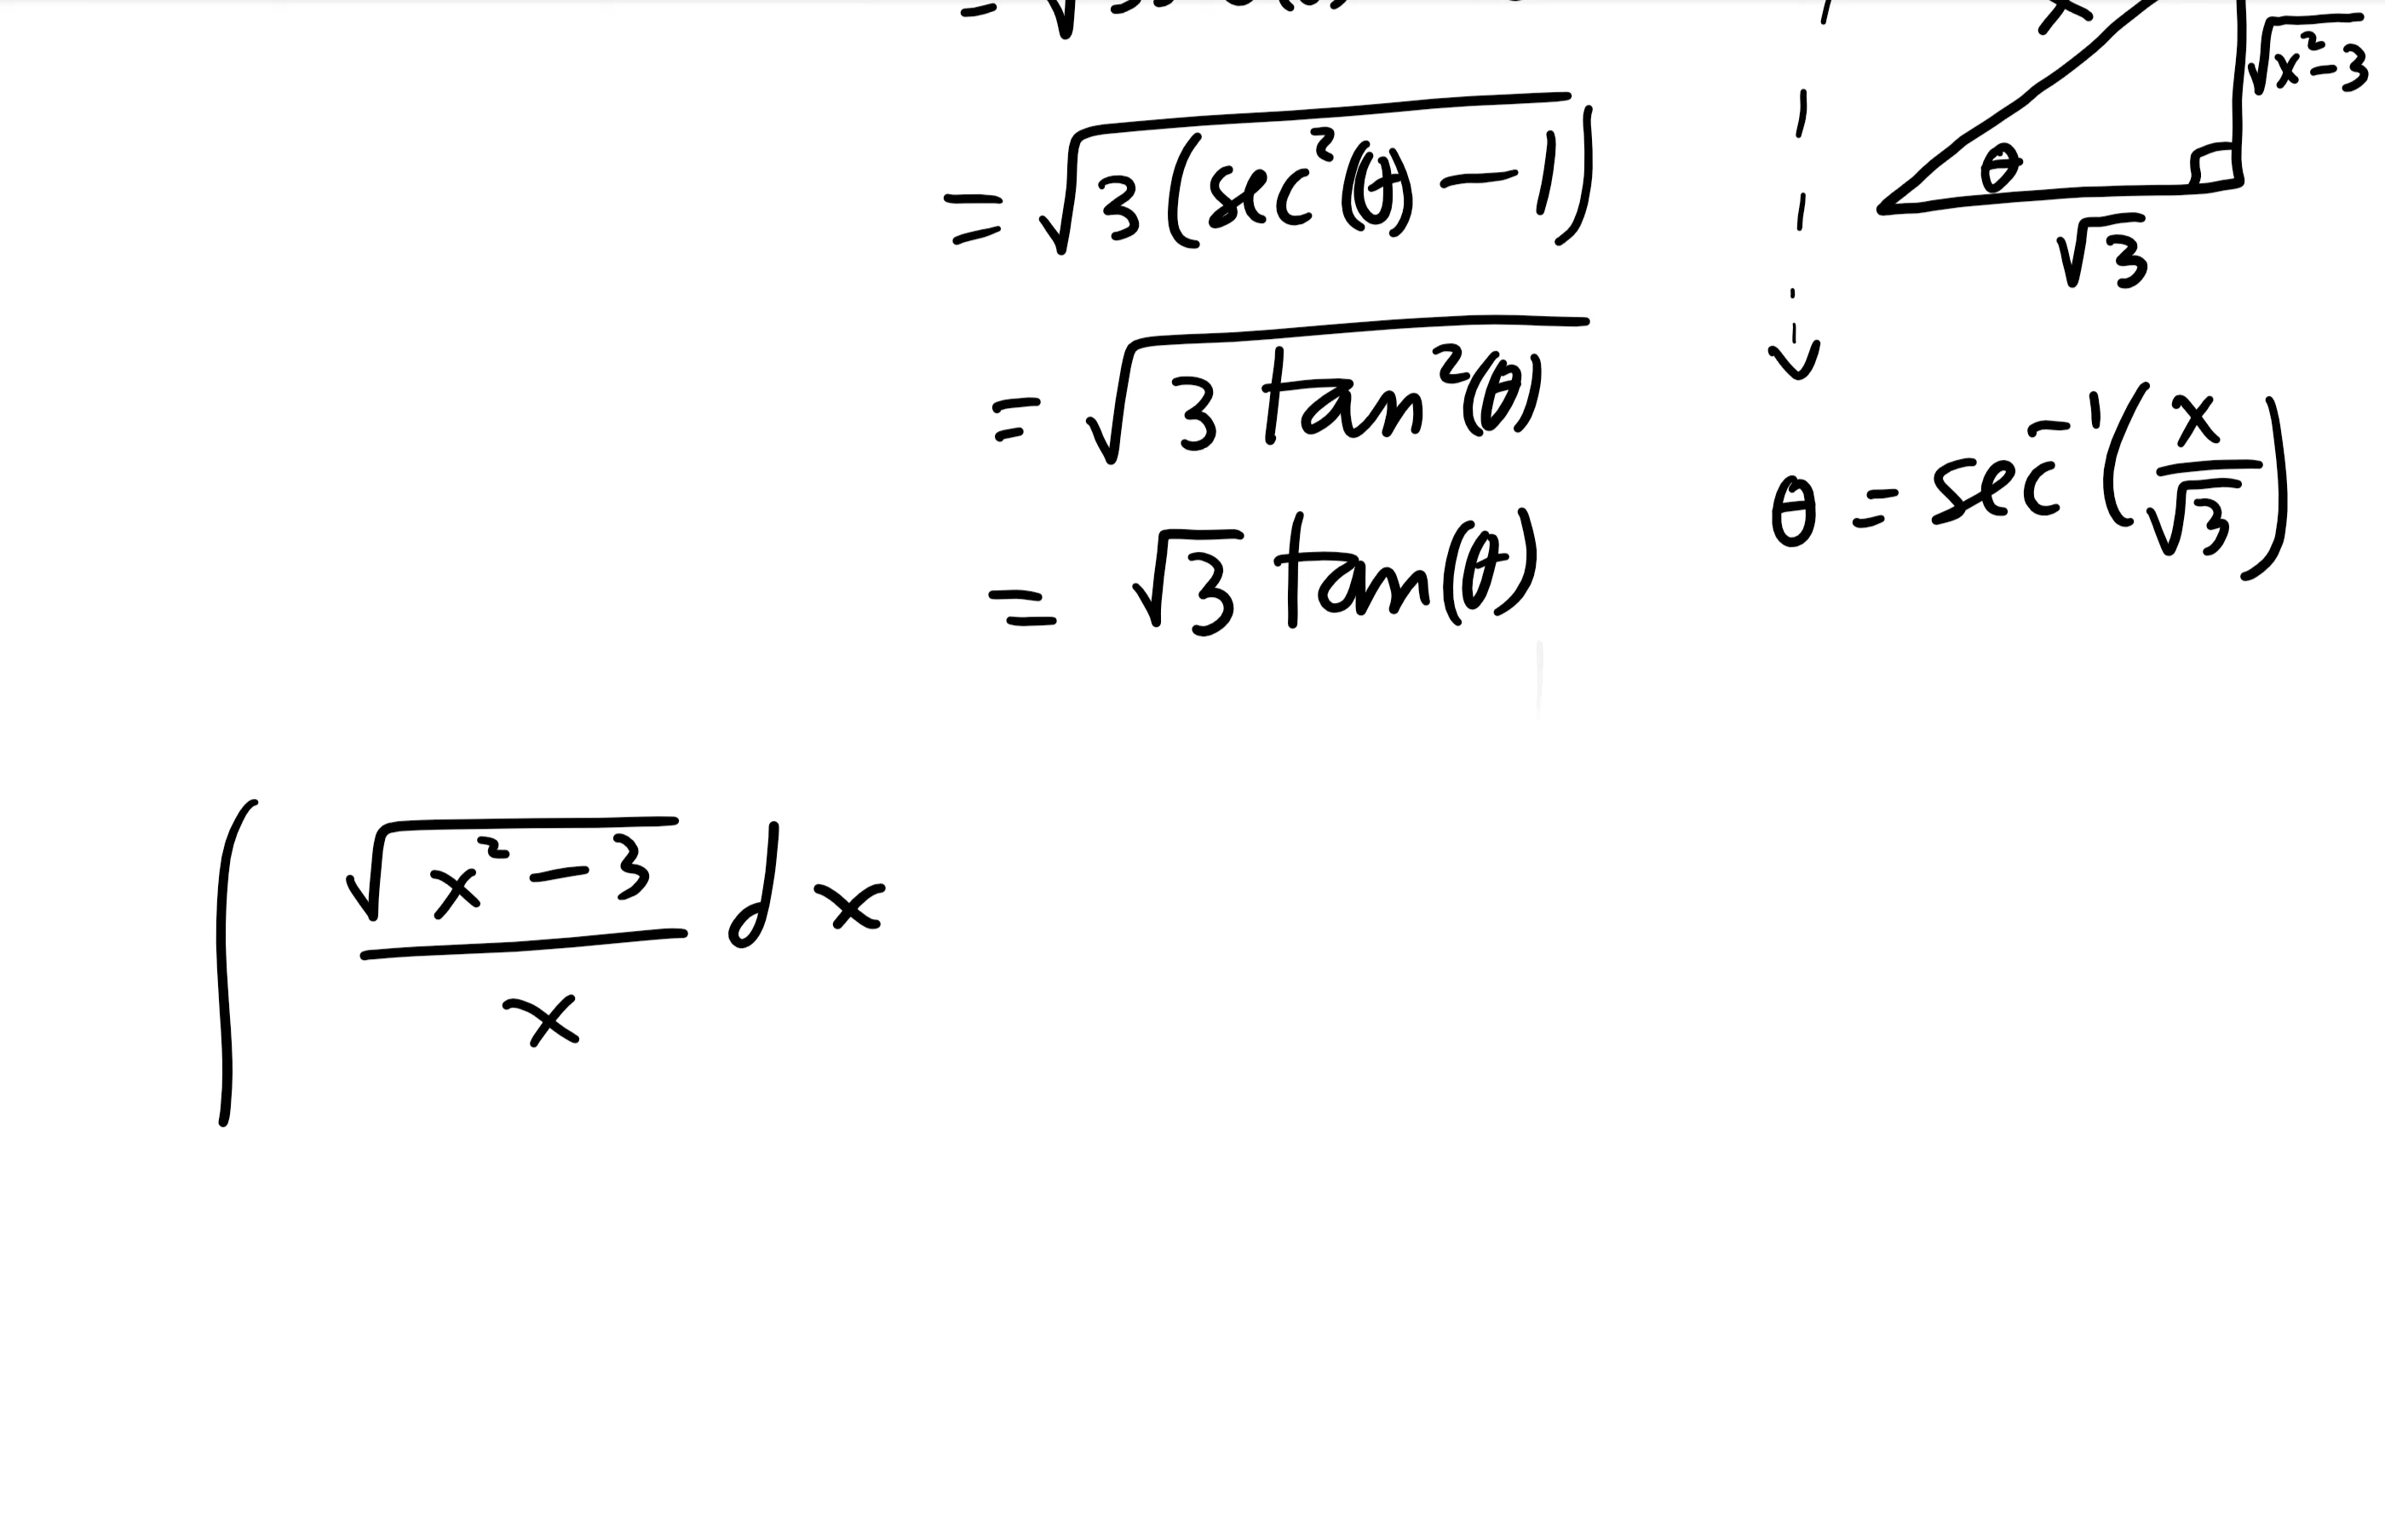 = √(3(sec²(θ) − 1))
= √(3 tan²(θ))
= √3 tan(θ)
x
√(x² − 3)
θ
√3
θ = sec⁻¹(x/√3)
∫ √(x² − 3)/x dx